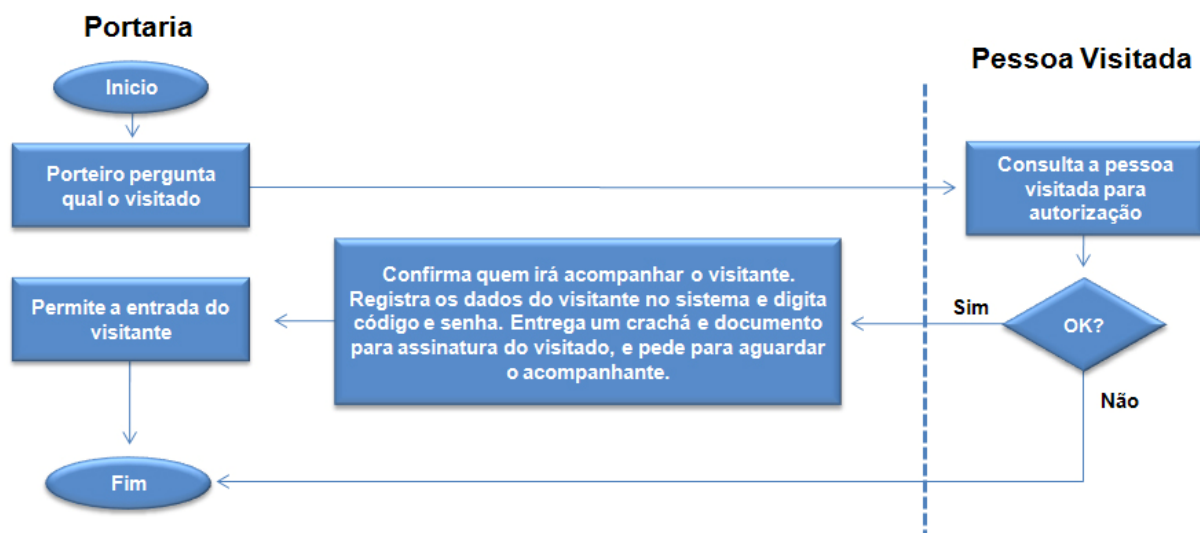 Portaria
Pessoa Visitada
Inicio
Porteiro pergunta
qual o visitado
Consulta a pessoa
visitada para
autorização
OK?
Sim
Não
Confirma quem irá acompanhar o visitante.
Registra os dados do visitante no sistema e digita
código e senha. Entrega um crachá e documento
para assinatura do visitado, e pede para aguardar
o acompanhante.
Permite a entrada do
visitante
Fim